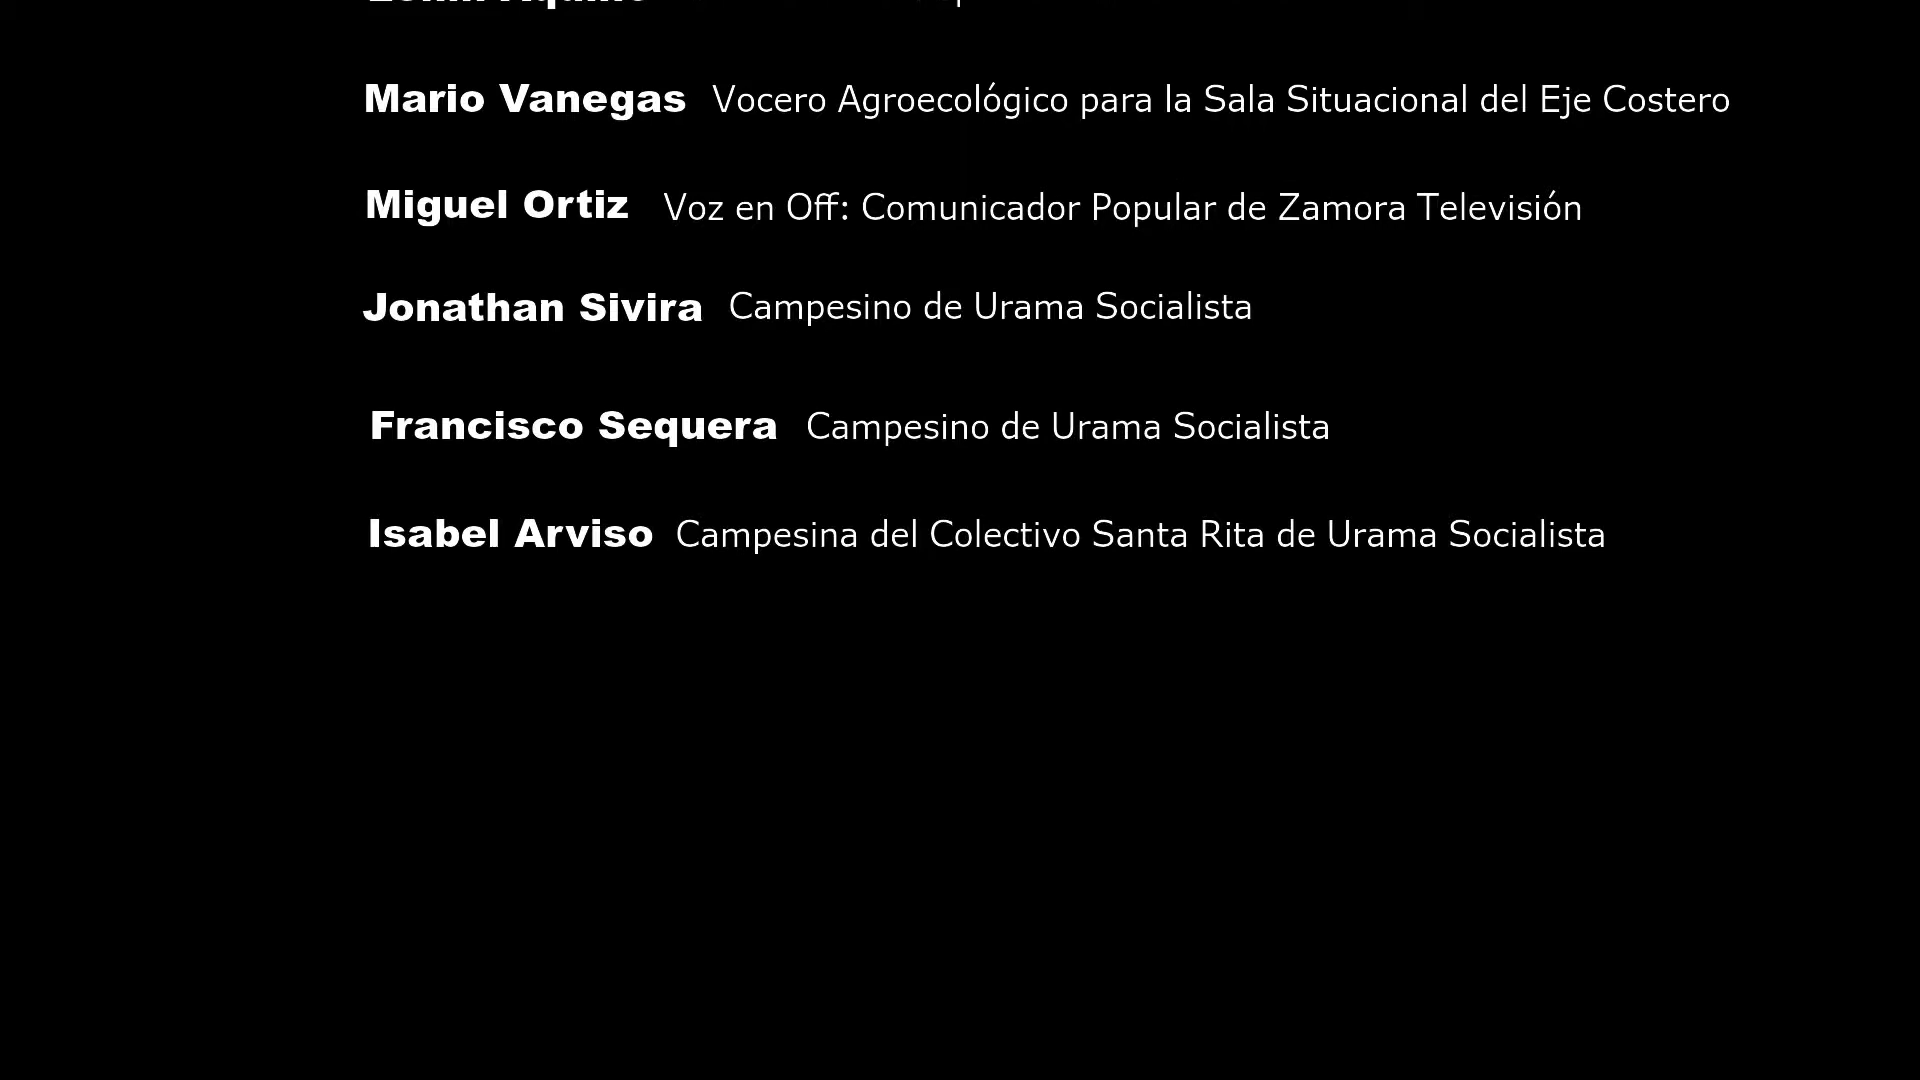 Mario Vanegas Vocero Agroecológico para la Sala Situacional del Eje Costero
Miguel Ortiz Voz en Off: Comunicador Popular de Zamora Televisión
Jonathan Sivira Campesino de Urama Socialista
Francisco Sequera Campesino de Urama Socialista
Isabel Arviso Campesina del Colectivo Santa Rita de Urama Socialista